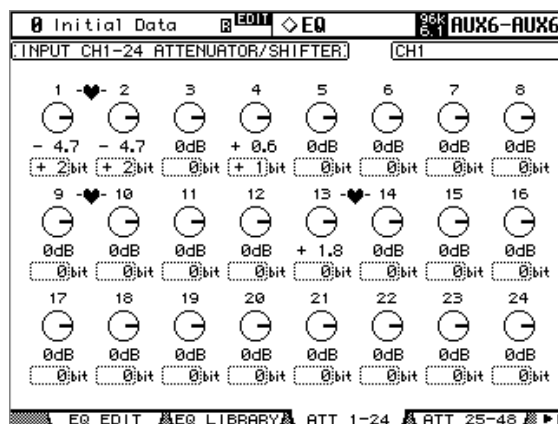 0 Initial Data R EDIT ◇EQ 96k 6.1 AUX6-AUX6
INPUT CH1-24 ATTENUATOR/SHIFTER CH1
1 -♥- 2 3 4 5 6 7 8
- 4.7 - 4.7 0dB + 0.6 0dB 0dB 0dB 0dB
+ 2bit + 2bit 0bit + 1bit 0bit 0bit 0bit 0bit
9 -♥- 10 11 12 13 -♥- 14 15 16
0dB 0dB 0dB 0dB + 1.8 0dB 0dB 0dB
0bit 0bit 0bit 0bit 0bit 0bit 0bit 0bit
17 18 19 20 21 22 23 24
0dB 0dB 0dB 0dB 0dB 0dB 0dB 0dB
0bit 0bit 0bit 0bit 0bit 0bit 0bit 0bit
EQ EDIT EQ LIBRARY ATT 1-24 ATT 25-48